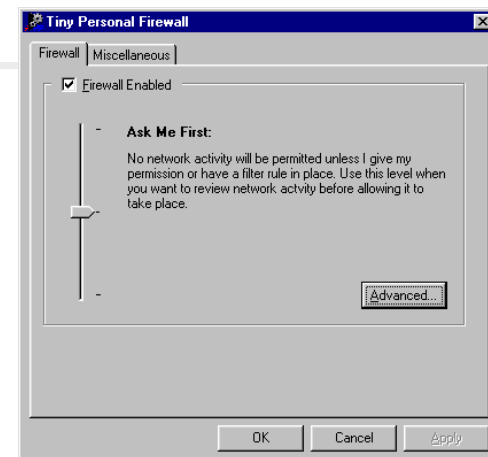 Tiny Personal Firewall
Firewall Miscellaneous
Firewall Enabled
Ask Me First:
No network activity will be permitted unless I give my
permission or have a filter rule in place. Use this level when
you want to review network actvity before allowing it to
take place.
Advanced...
OK Cancel Apply